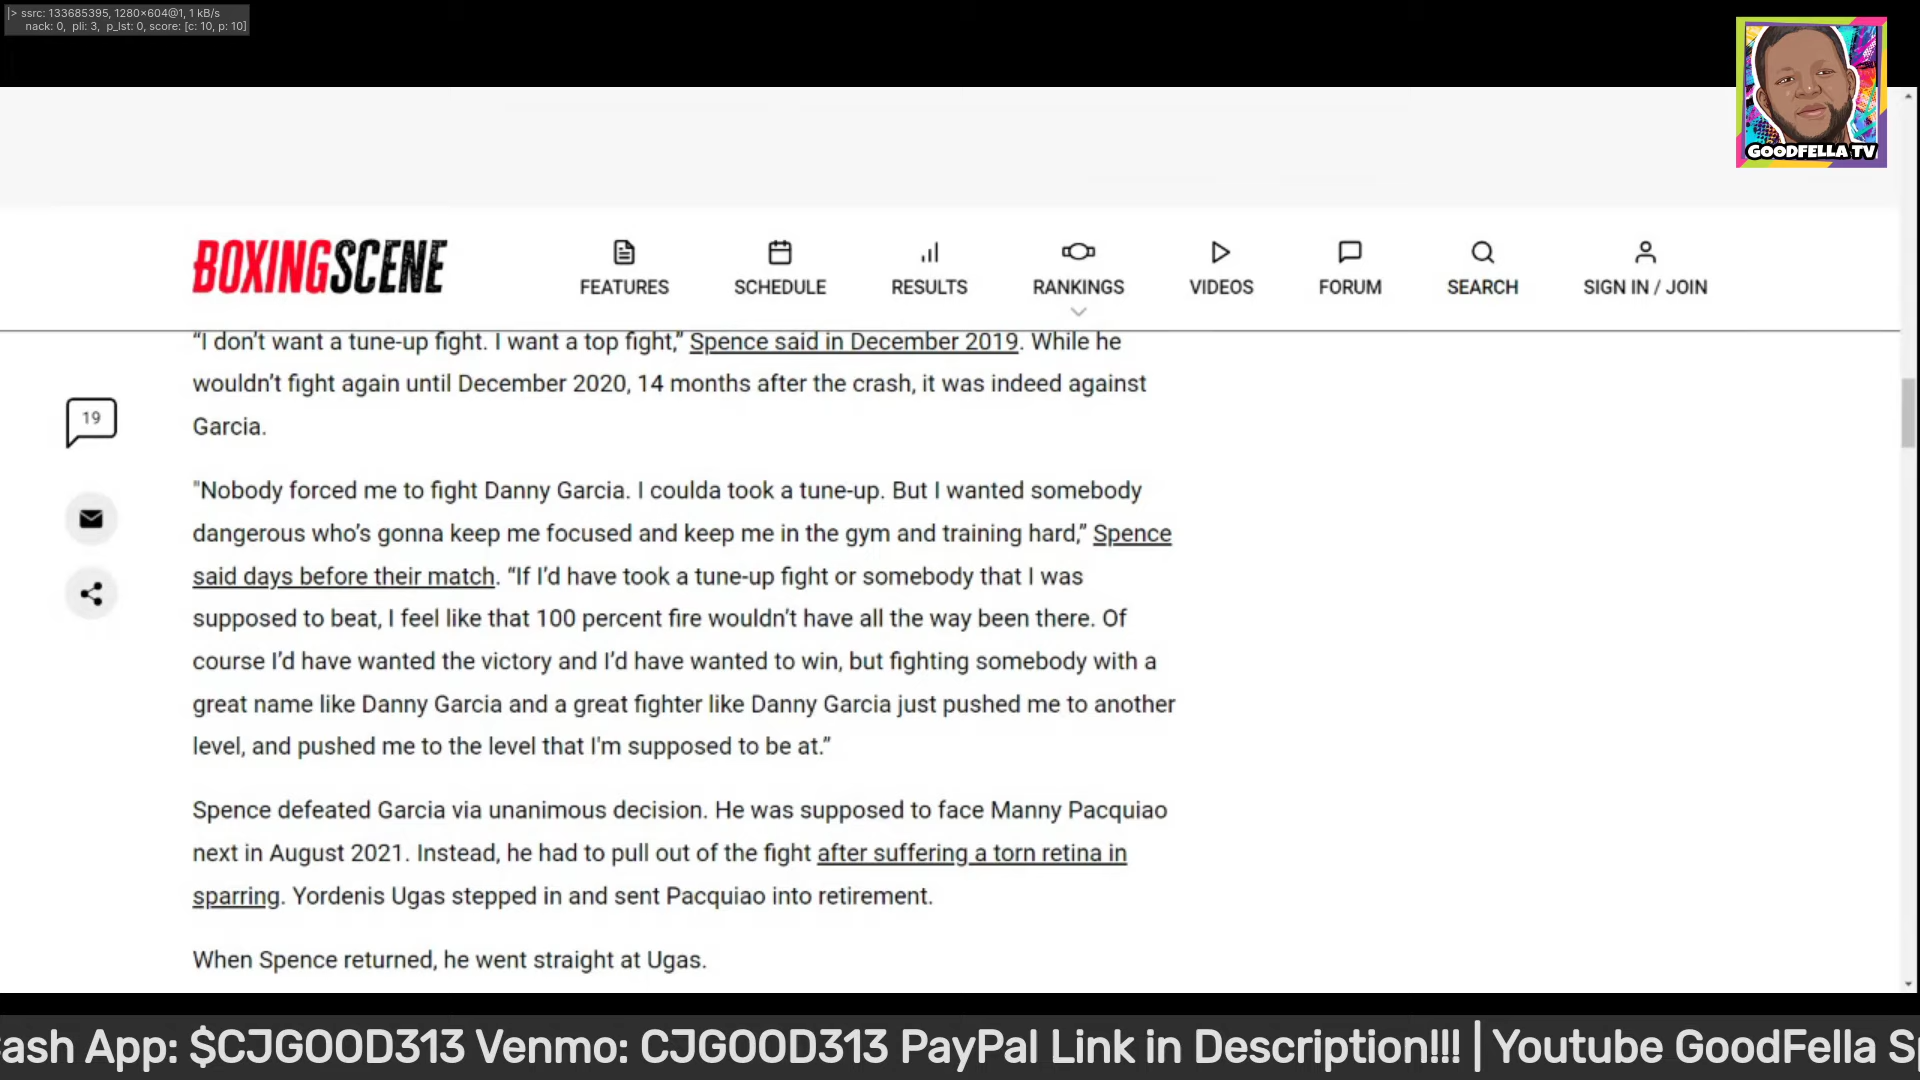 |> ssrc: 133685395, 1280×604@1, 1 kB/s
nack: 0, pli: 3, p_lst: 0, score: [c: 10, p: 10]
GOODFELLA TV
BOXINGSCENE
FEATURES
SCHEDULE
RESULTS
RANKINGS
VIDEOS
FORUM
SEARCH
SIGN IN / JOIN
“I don’t want a tune-up fight. I want a top fight,” Spence said in December 2019. While he
wouldn’t fight again until December 2020, 14 months after the crash, it was indeed against
Garcia.
19
"Nobody forced me to fight Danny Garcia. I coulda took a tune-up. But I wanted somebody
dangerous who’s gonna keep me focused and keep me in the gym and training hard,” Spence
said days before their match. “If I’d have took a tune-up fight or somebody that I was
supposed to beat, I feel like that 100 percent fire wouldn’t have all the way been there. Of
course I’d have wanted the victory and I’d have wanted to win, but fighting somebody with a
great name like Danny Garcia and a great fighter like Danny Garcia just pushed me to another
level, and pushed me to the level that I'm supposed to be at.”
Spence defeated Garcia via unanimous decision. He was supposed to face Manny Pacquiao
next in August 2021. Instead, he had to pull out of the fight after suffering a torn retina in
sparring. Yordenis Ugas stepped in and sent Pacquiao into retirement.
When Spence returned, he went straight at Ugas.
ash App: $CJGOOD313 Venmo: CJGOOD313 PayPal Link in Description!!! | Youtube GoodFella S